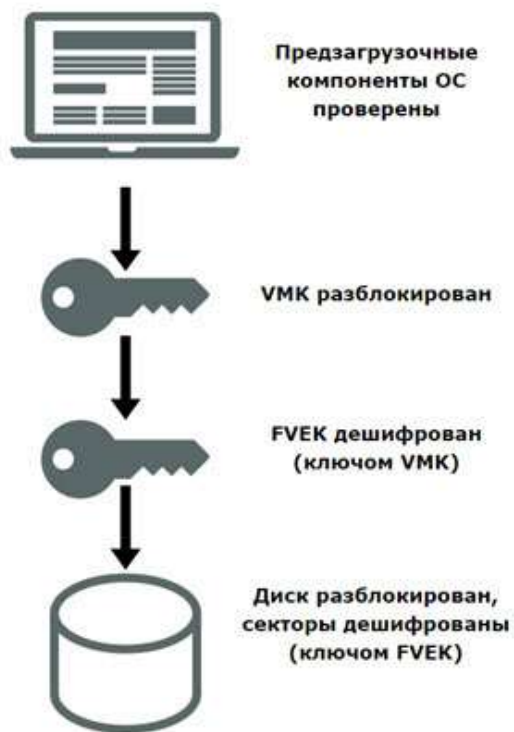 Предзагрузочные
компоненты ОС
проверены
VMK разблокирован
FVEK дешифрован
(ключом VMK)
Диск разблокирован,
секторы дешифрованы
(ключом FVEK)